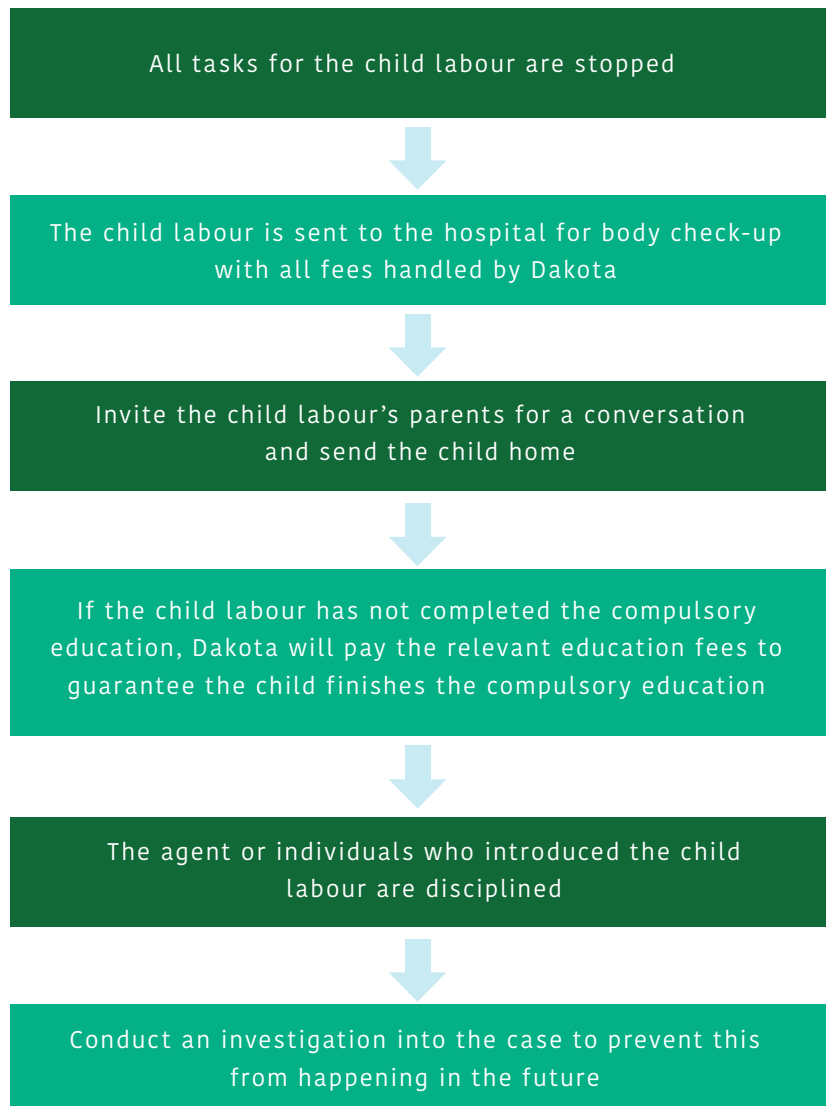 All tasks for the child labour are stopped
The child labour is sent to the hospital for body check-up
with all fees handled by Dakota
Invite the child labour’s parents for a conversation
and send the child home
If the child labour has not completed the compulsory
education, Dakota will pay the relevant education fees to
guarantee the child finishes the compulsory education
The agent or individuals who introduced the child
labour are disciplined
Conduct an investigation into the case to prevent this
from happening in the future